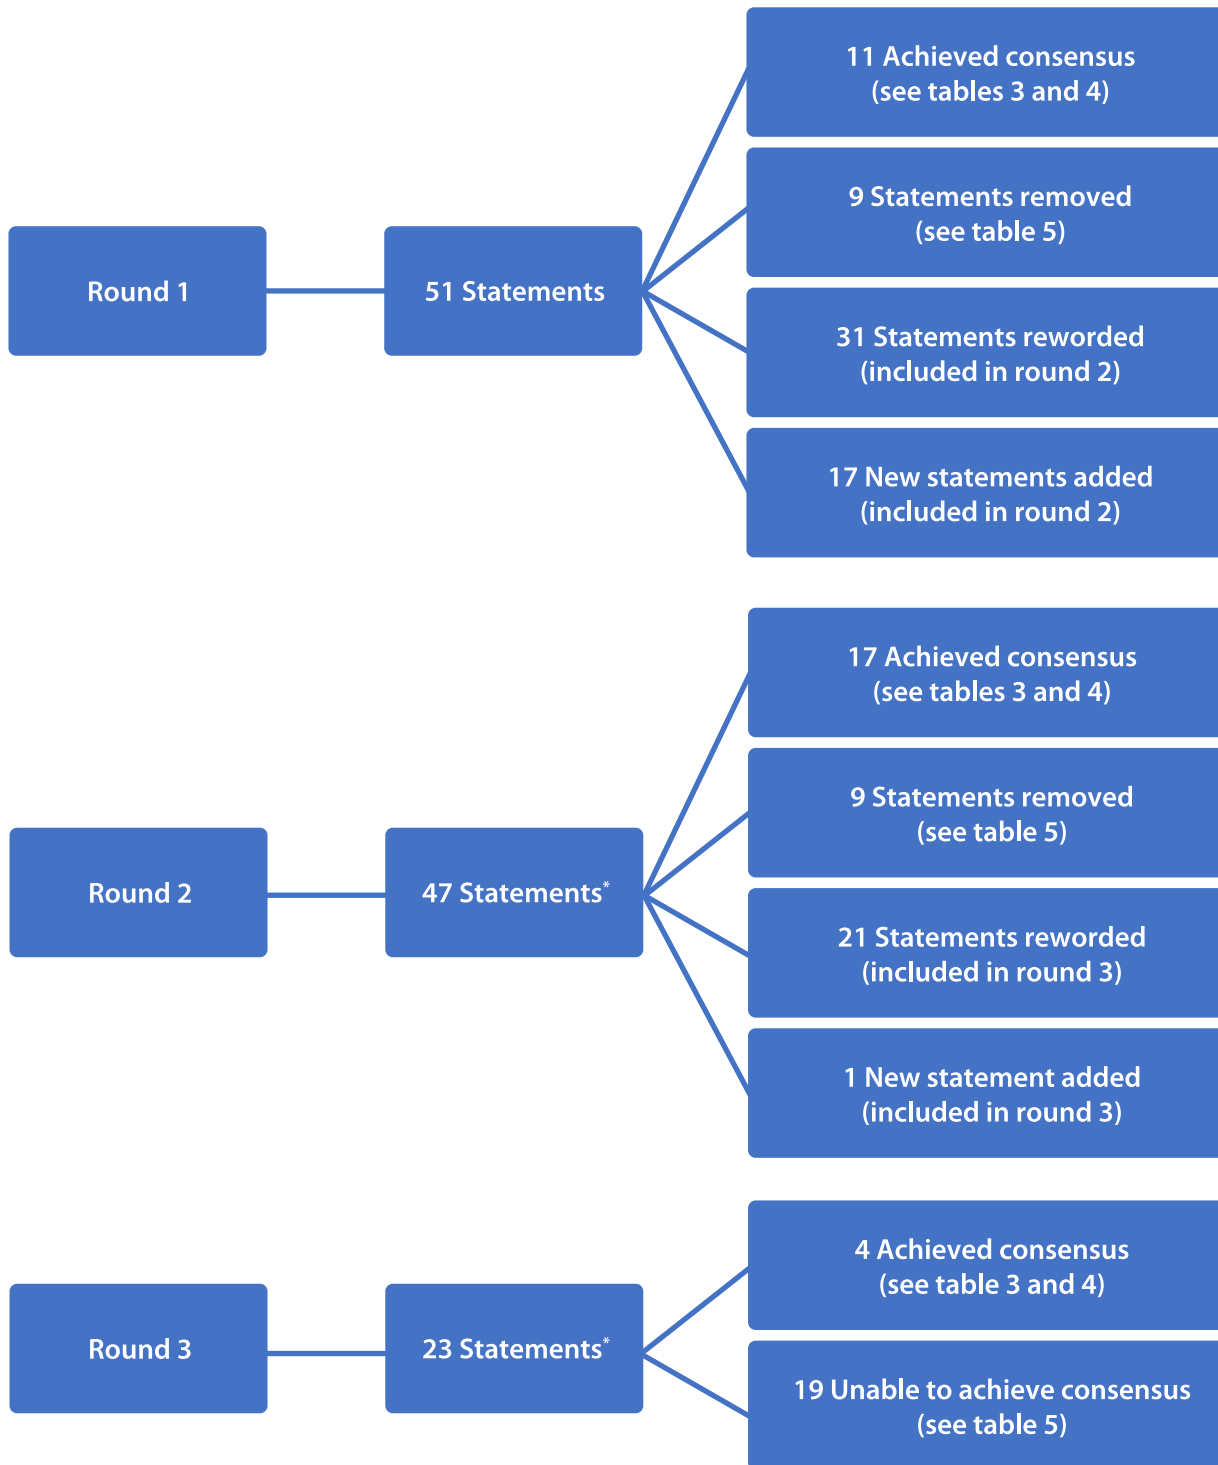 Round 1
51 Statements
11 Achieved consensus
(see tables 3 and 4)
9 Statements removed
(see table 5)
31 Statements reworded
(included in round 2)
17 New statements added
(included in round 2)
Round 2
47 Statements*
17 Achieved consensus
(see tables 3 and 4)
9 Statements removed
(see table 5)
21 Statements reworded
(included in round 3)
1 New statement added
(included in round 3)
Round 3
23 Statements*
4 Achieved consensus
(see table 3 and 4)
19 Unable to achieve consensus
(see table 5)